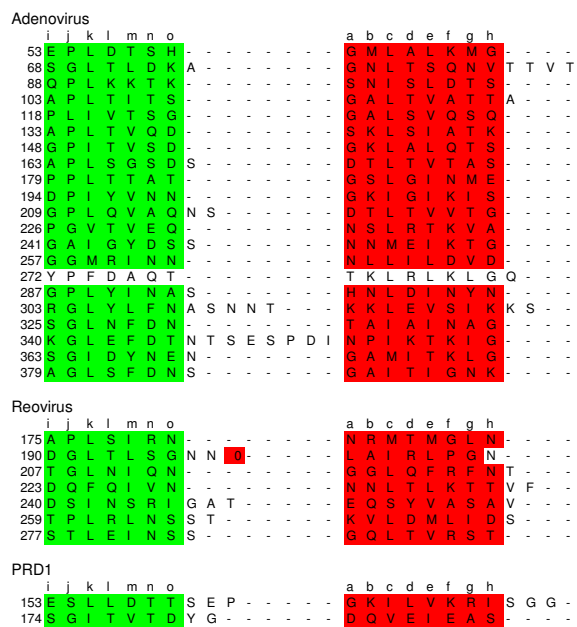 Adenovirus
i j k l m n o a b c d e f g h
53 E P L D T S H - - - - - - - - G M L A L K M G - - - -
68 S G L T L D K A - - - - - - - G N L T S Q N V T T V T
88 Q P L K K T K - - - - - - - - S N I S L D T S - - - -
103 A P L T I T S - - - - - - - - G A L T V A T T A - - -
118 P L I V T S G - - - - - - - - G A L S V Q S Q - - - -
133 A P L T V Q D - - - - - - - - S K L S I A T K - - - -
148 G P I T V S D - - - - - - - - G K L A L Q T S - - - -
163 A P L S G S D S - - - - - - - D T L T V T A S - - - -
179 P P L T T A T - - - - - - - - G S L G I N M E - - - -
194 D P I Y V N N - - - - - - - - G K I G I K I S - - - -
209 G P L Q V A Q N S - - - - - - D T L T V V T G - - - -
226 P G V T V E Q - - - - - - - - N S L R T K V A - - - -
241 G A I G Y D S S - - - - - - - N N M E I K T G - - - -
257 G G M R I N N - - - - - - - - N L L I L D V D - - - -
272 Y P F D A Q T - - - - - - - - T K L R L K L G Q - - -
287 G P L Y I N A S - - - - - - - H N L D I N Y N - - - -
303 R G L Y L F N A S N N T - - - K K L E V S I K K S - -
325 S G L N F D N - - - - - - - - T A I A I N A G - - - -
340 K G L E F D T N T S E S P D I N P I K T K I G - - - -
363 S G I D Y N E N - - - - - - - G A M I T K L G - - - -
379 A G L S F D N S - - - - - - - G A I T I G N K - - - -
Reovirus
i j k l m n o a b c d e f g h
175 A P L S I R N - - - - - - - - N R M T M G L N - - - -
190 D G L T L S G N N 0 - - - - - L A I R L P G N - - - -
207 T G L N I Q N - - - - - - - - G G L Q F R F N T - - -
223 D Q F Q I V N - - - - - - - - N N L T L K T T V F - -
240 D S I N S R I G A T - - - - - E Q S Y V A S A V - - -
259 T P L R L N S S T - - - - - - K V L D M L I D S - - -
277 S T L E I N S S - - - - - - - G Q L T V R S T - - - -
PRD1
i j k l m n o a b c d e f g h
153 E S L L D T T S E P - - - - - G K I L V K R I S G G -
174 S G I T V T D Y G - - - - - - D Q V E I E A S - - - -